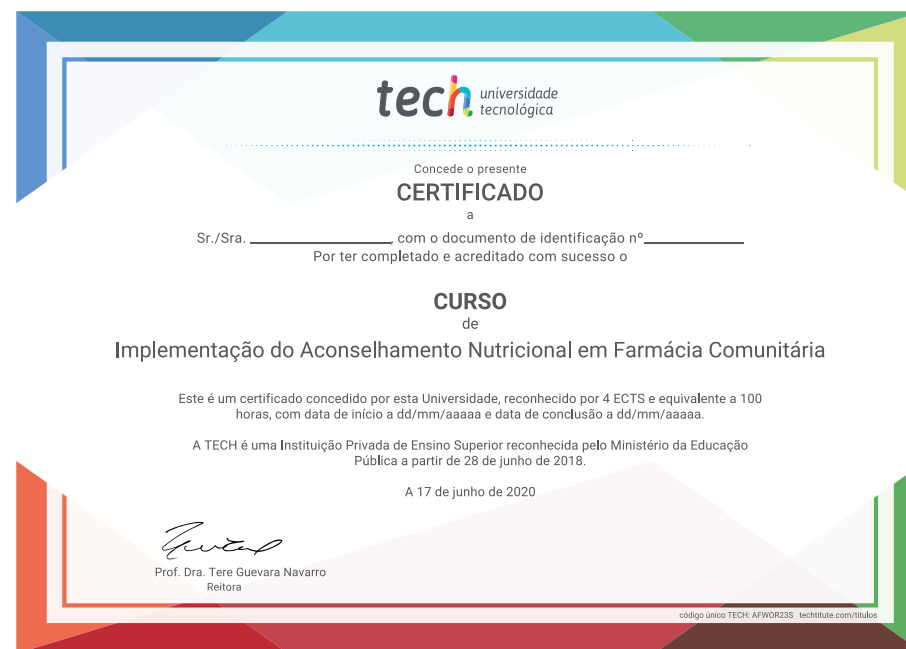 tech universidade
tecnológica
Concede o presente
CERTIFICADO
a
Sr./Sra. ____________, com o documento de identificação nº____________
Por ter completado e acreditado com sucesso o
CURSO
de
Implementação do Aconselhamento Nutricional em Farmácia Comunitária
Este é um certificado concedido por esta Universidade, reconhecido por 4 ECTS e equivalente a 100
horas, com data de início a dd/mm/aaaaa e data de conclusão a dd/mm/aaaaa.
A TECH é uma Instituição Privada de Ensino Superior reconhecida pelo Ministério da Educação
Pública a partir de 28 de junho de 2018.
A 17 de junho de 2020
Prof. Dra. Tere Guevara Navarro
Reitora
código único TECH: AFWOR23S techtitute.com/titulos